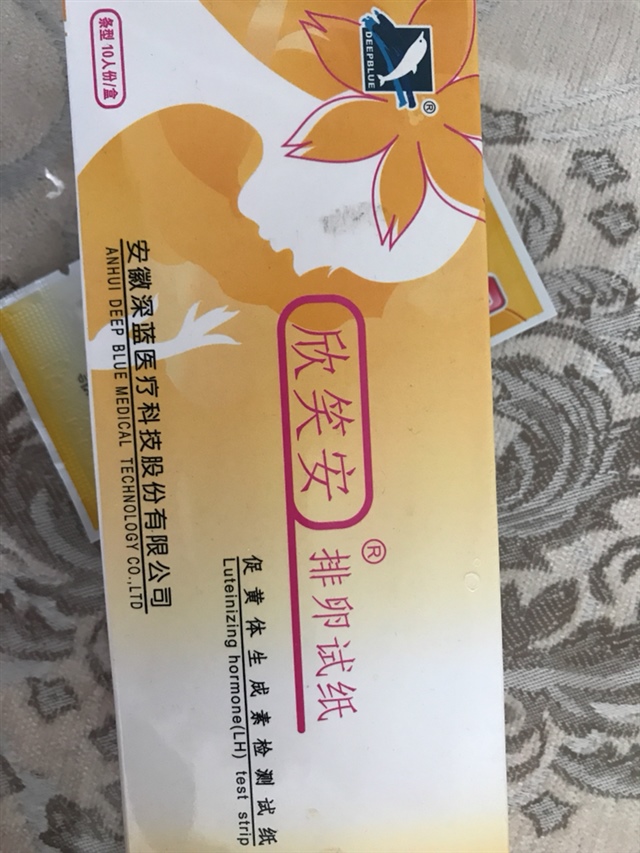 DEEPBLUE
®
条型 10人份/盒
欣笑安®
排卵试纸
促黄体生成素检测试纸
Luteinizing hormone(LH) test strip
安徽深蓝医疗科技股份有限公司
ANHUI DEEP BLUE MEDICAL TECHNOLOGY CO.,LTD